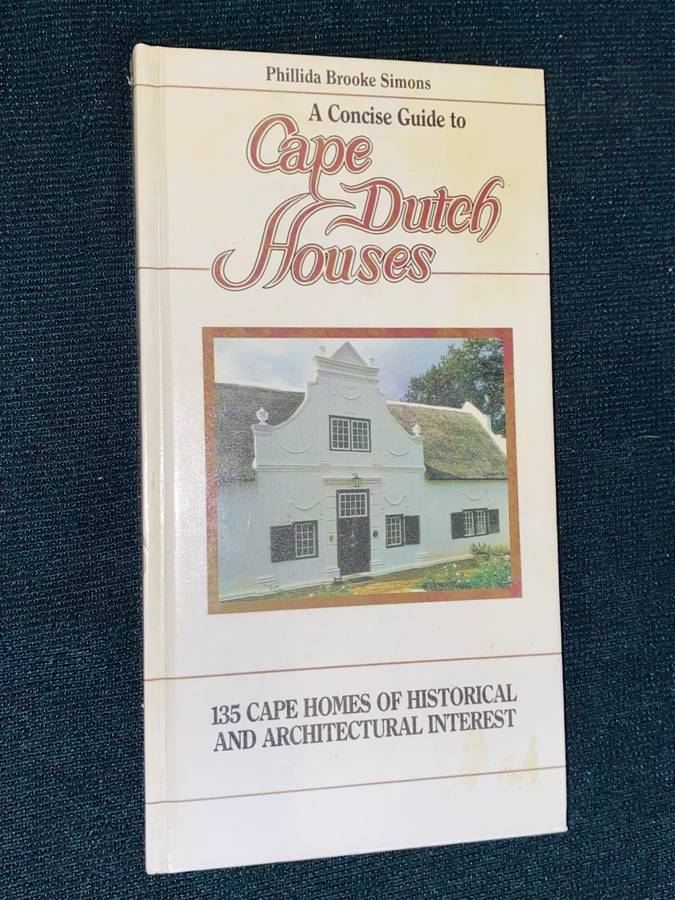 Phillida Brooke Simons
A Concise Guide to
Cape
Dutch
Houses
135 CAPE HOMES OF HISTORICAL
AND ARCHITECTURAL INTEREST